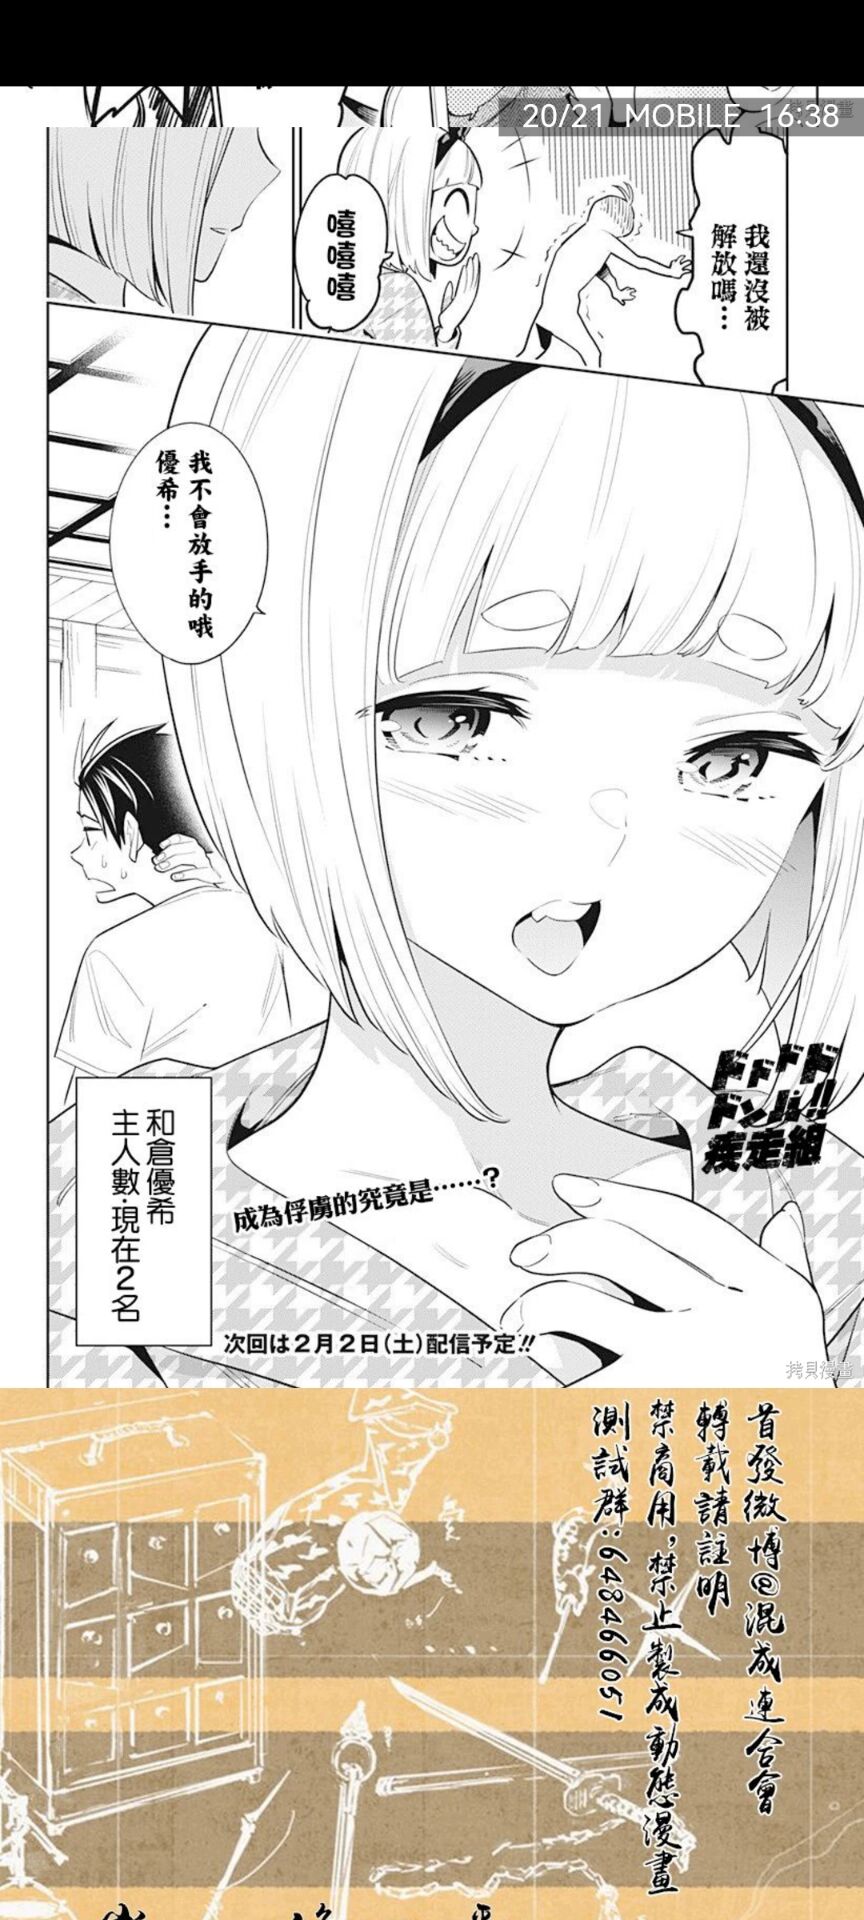 20/21 MOBILE 16:38
我還沒被
解放嗎…
嘻嘻嘻
我不會放手的哦
優希…
ドドドド
ドンパ!!
疾走組
和倉優希
主人數:現在2名
成為俘虜的究竟是……？
次回は2月2日(土)配信予定!!
拷貝漫畫
首發微博@混成連合會
轉載請註明
禁商用,禁止製成動態漫畫
測試群:648466051